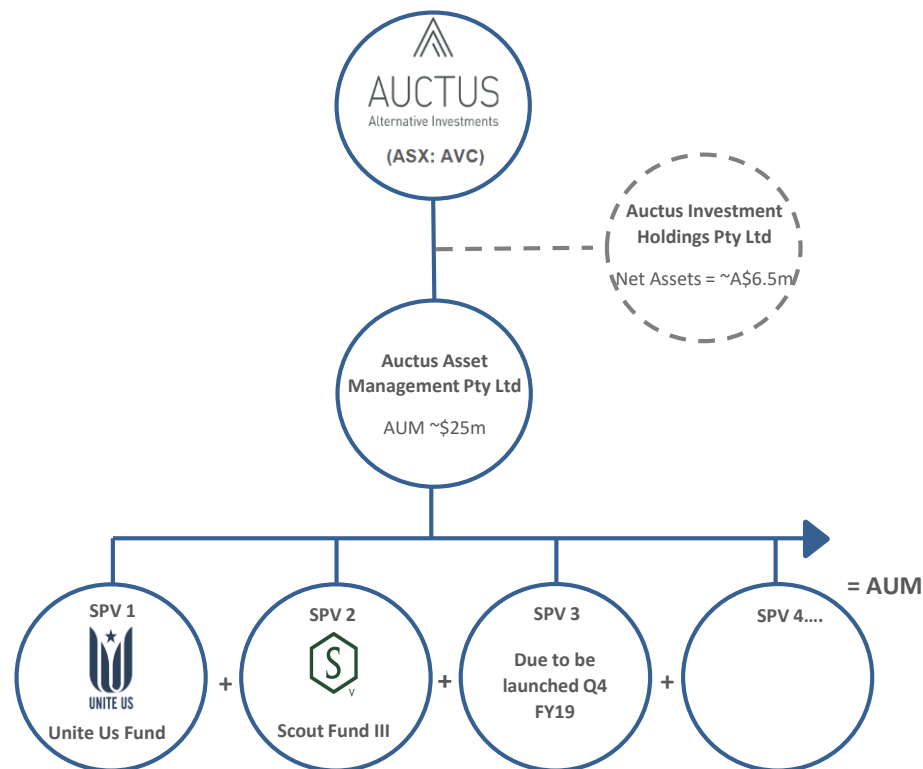 AUCTUS
Alternative Investments
(ASX: AVC)
Auctus Investment
Holdings Pty Ltd
Net Assets = ~A$6.5m
Auctus Asset
Management Pty Ltd
AUM ~$25m
= AUM
SPV 1
UNITE US
Unite Us Fund
+
SPV 2
S
V
Scout Fund III
+
SPV 3
Due to be
launched Q4
FY19
+
SPV 4....